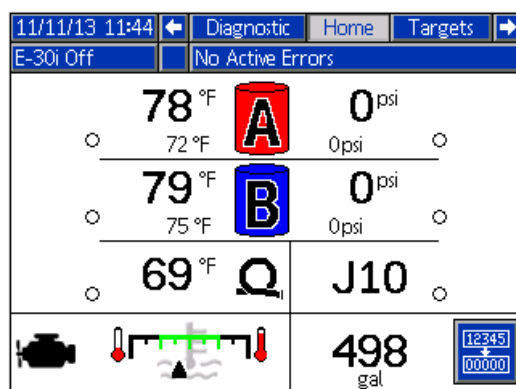 11/11/13 11:44 Diagnostic Home Targets
E-30i Off No Active Errors
78 °F A 0 psi
72 °F 0psi
79 °F B 0 psi
75 °F 0psi
69 °F J10
498 gal
12345
00000